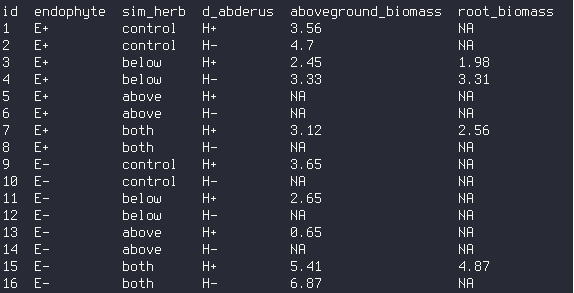 id endophyte sim_herb d_abderus aboveground_biomass root_biomass
1 E+ control H+ 3.56 NA
2 E+ control H- 4.7 NA
3 E+ below H+ 2.45 1.98
4 E+ below H- 3.33 3.31
5 E+ above H+ NA NA
6 E+ above H- NA NA
7 E+ both H+ 3.12 2.56
8 E+ both H- NA NA
9 E- control H+ 3.65 NA
10 E- control H- NA NA
11 E- below H+ 2.65 NA
12 E- below H- NA NA
13 E- above H+ 0.65 NA
14 E- above H- NA NA
15 E- both H+ 5.41 4.87
16 E- both H- 6.87 NA